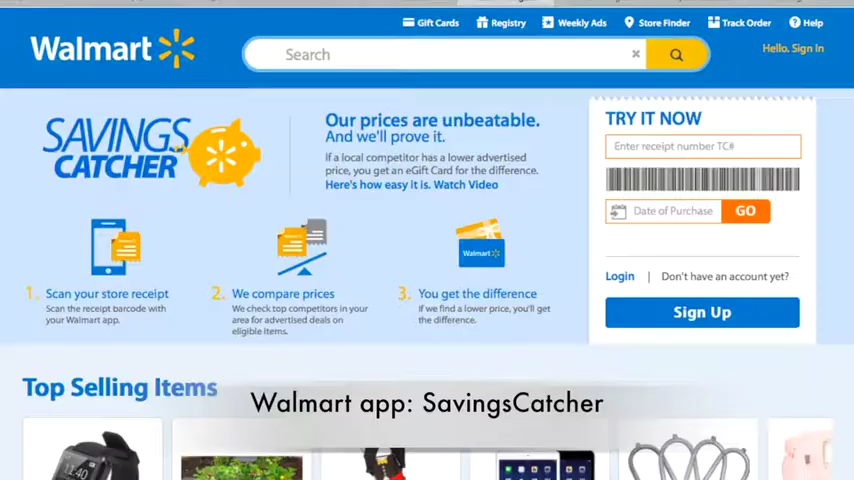 Gift Cards
Registry
Weekly Ads
Store Finder
Track Order
Help
Walmart
Search
Hello. Sign In
SAVINGS
CATCHER
Our prices are unbeatable.
And we'll prove it.
If a local competitor has a lower advertised
price, you get an eGift Card for the difference.
Here's how easy it is. Watch Video
TRY IT NOW
Enter receipt number TC#
Date of Purchase
GO
Login | Don't have an account yet?
Sign Up
Walmart
1. Scan your store receipt
Scan the receipt barcode with
your Walmart app.
2. We compare prices
We check top competitors in your
area for advertised deals on
eligible items.
3. You get the difference
If we find a lower price, you'll get
the difference.
Top Selling Items
Walmart app: SavingsCatcher
11:40